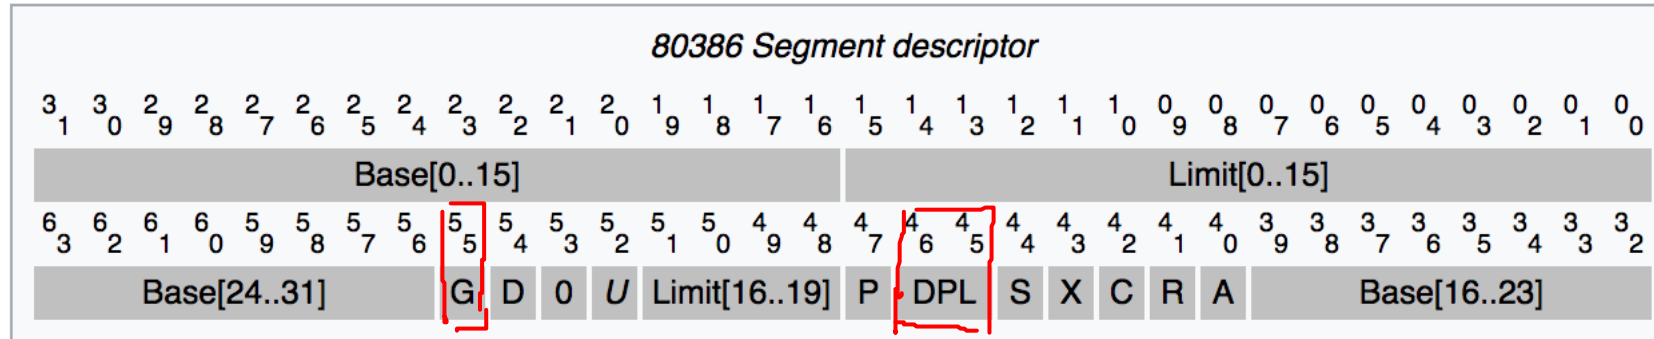 80386 Segment descriptor
31 30 29 28 27 26 25 24 23 22 21 20 19 18 17 16 15 14 13 12 11 10 09 08 07 06 05 04 03 02 01 00
Base[0..15] Limit[0..15]
63 62 61 60 59 58 57 56 55 54 53 52 51 50 49 48 47 46 45 44 43 42 41 40 39 38 37 36 35 34 33 32
Base[24..31] G D 0 U Limit[16..19] P DPL S X C R A Base[16..23]